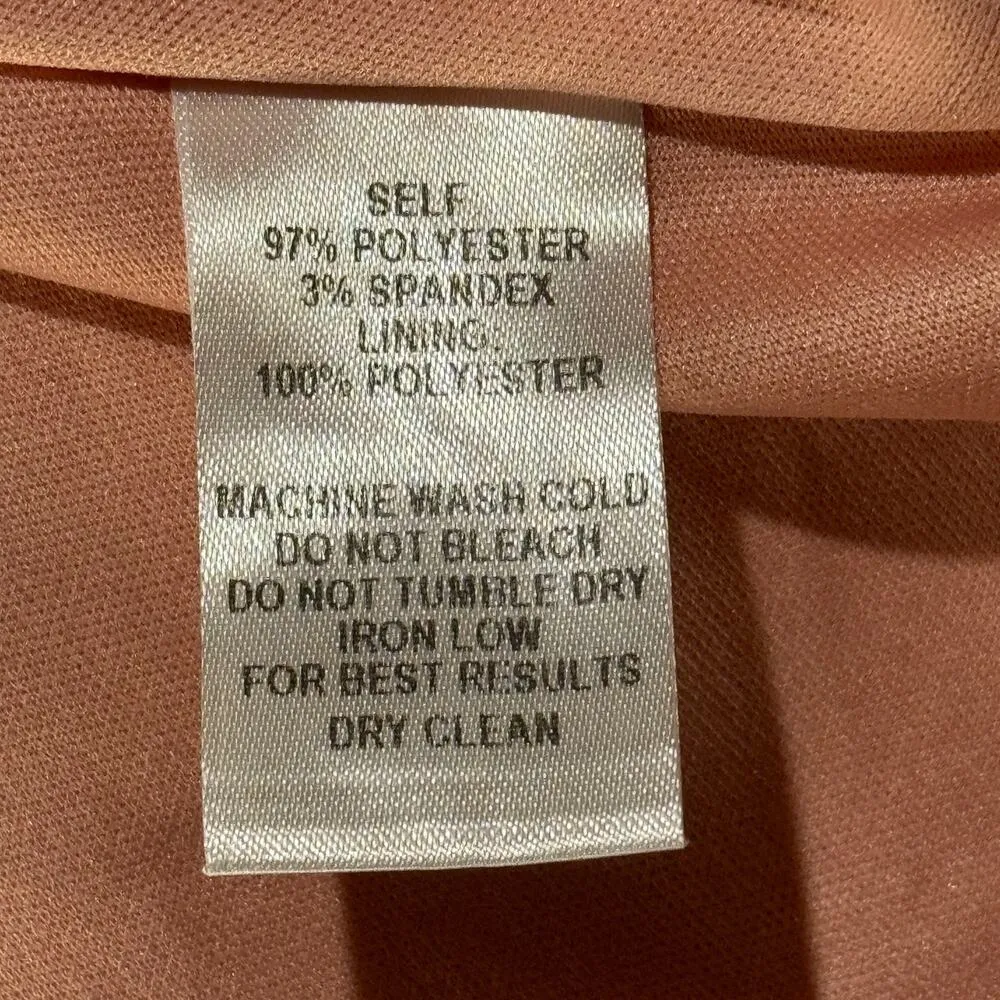 SELF
97% POLYESTER
3% SPANDEX
LINING:
100% POLYESTER
MACHINE WASH COLD
DO NOT BLEACH
DO NOT TUMBLE DRY
IRON LOW
FOR BEST RESULTS
DRY CLEAN